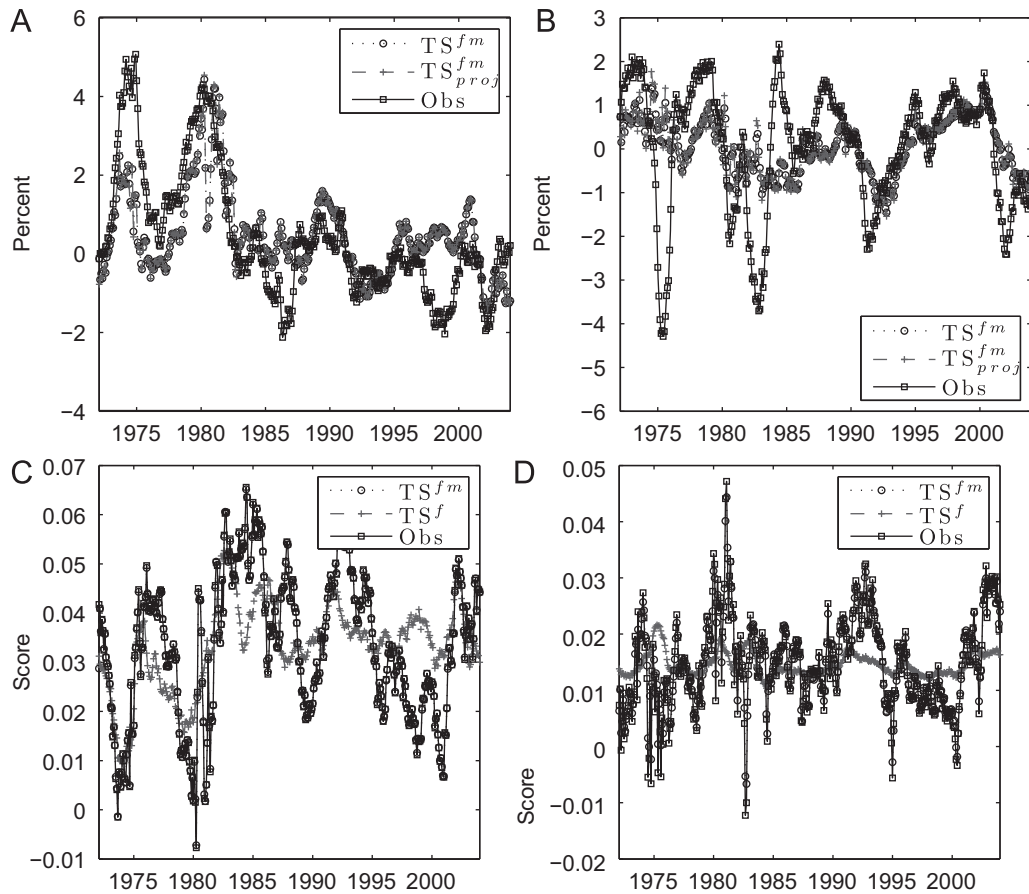 A
Percent
6
4
2
0
−2
−4
1975 1980 1985 1990 1995 2000
TS^{fm}
TS^{fm}_{proj}
Obs
B
Percent
3
2
1
0
−1
−2
−3
−4
−5
−6
1975 1980 1985 1990 1995 2000
TS^{fm}
TS^{fm}_{proj}
Obs
C
Score
0.07
0.06
0.05
0.04
0.03
0.02
0.01
0
−0.01
1975 1980 1985 1990 1995 2000
TS^{fm}
TS^{f}
Obs
D
Score
0.05
0.04
0.03
0.02
0.01
0
−0.01
−0.02
1975 1980 1985 1990 1995 2000
TS^{fm}
TS^{f}
Obs